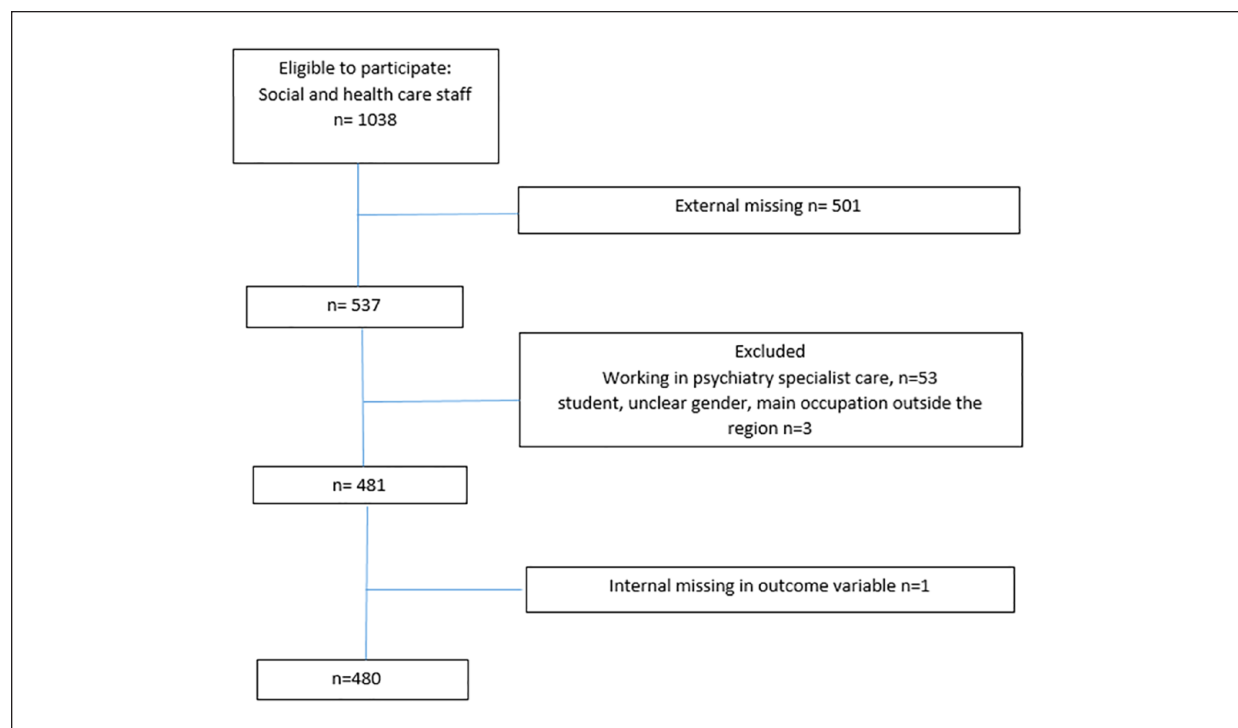 Eligible to participate:
Social and health care staff
n= 1038
External missing n= 501
n= 537
Excluded
Working in psychiatry specialist care, n=53
student, unclear gender, main occupation outside the
region n=3
n= 481
Internal missing in outcome variable n=1
n=480